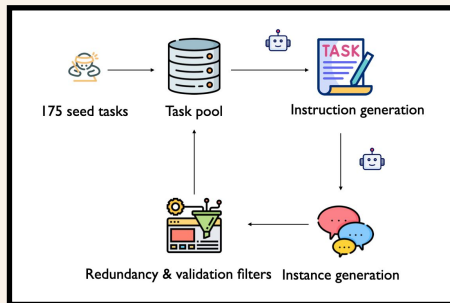 TASK
175 seed tasks
Task pool
Instruction generation
Redundancy & validation filters
Instance generation